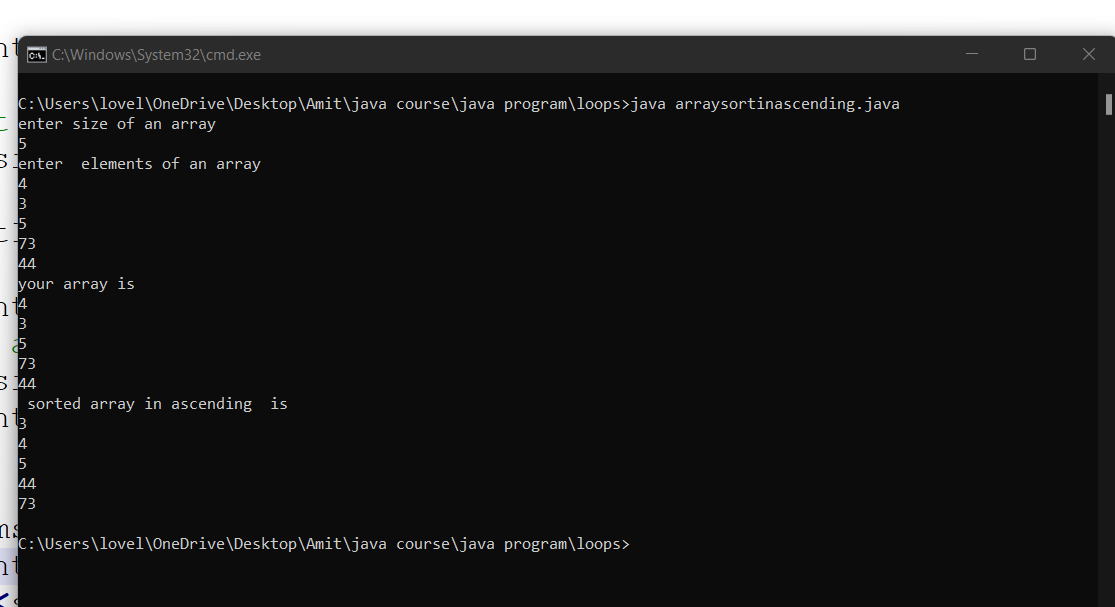 C:\Windows\System32\cmd.exe
C:\Users\lovel\OneDrive\Desktop\Amit\java course\java program\loops>java arraysortinascending.java
enter size of an array
5
enter  elements of an array
4
3
5
73
44
your array is
4
3
5
73
44
 sorted array in ascending  is
3
4
5
44
73
C:\Users\lovel\OneDrive\Desktop\Amit\java course\java program\loops>